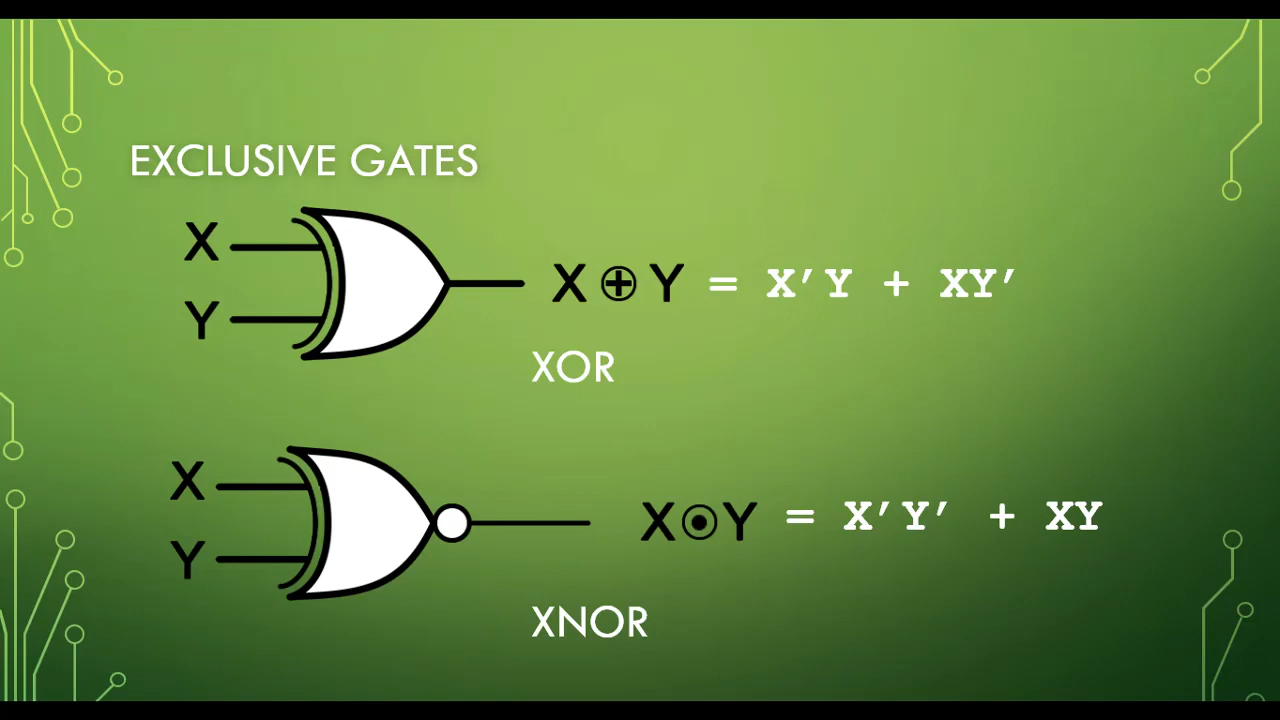 EXCLUSIVE GATES
X
Y
X ⊕ Y = X'Y + XY'
XOR
X
Y
X⊙Y = X'Y' + XY
XNOR